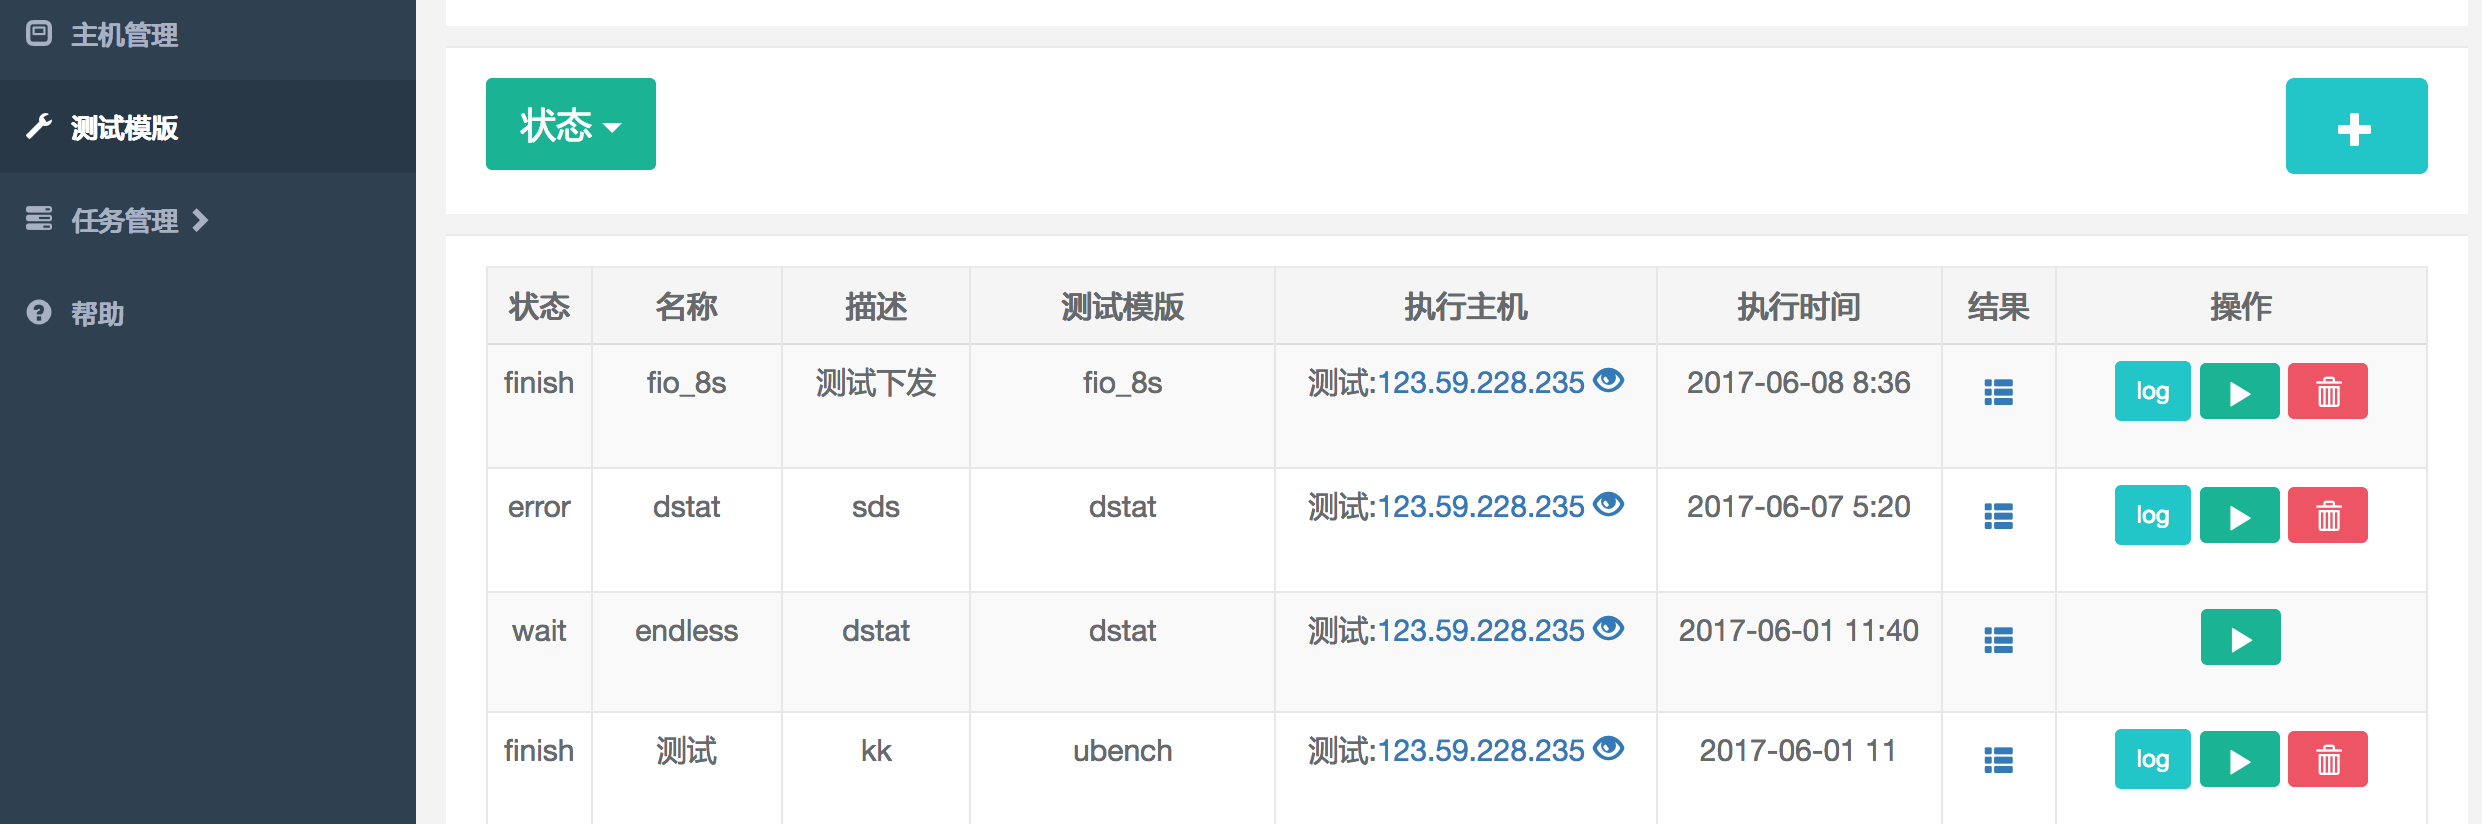 主机管理
测试模版
任务管理
帮助
状态
状态 名称 描述 测试模版 执行主机 执行时间 结果 操作
finish fio_8s 测试下发 fio_8s 测试:123.59.228.235 2017-06-08 8:36 log
error dstat sds dstat 测试:123.59.228.235 2017-06-07 5:20 log
wait endless dstat dstat 测试:123.59.228.235 2017-06-01 11:40
finish 测试 kk ubench 测试:123.59.228.235 2017-06-01 11 log